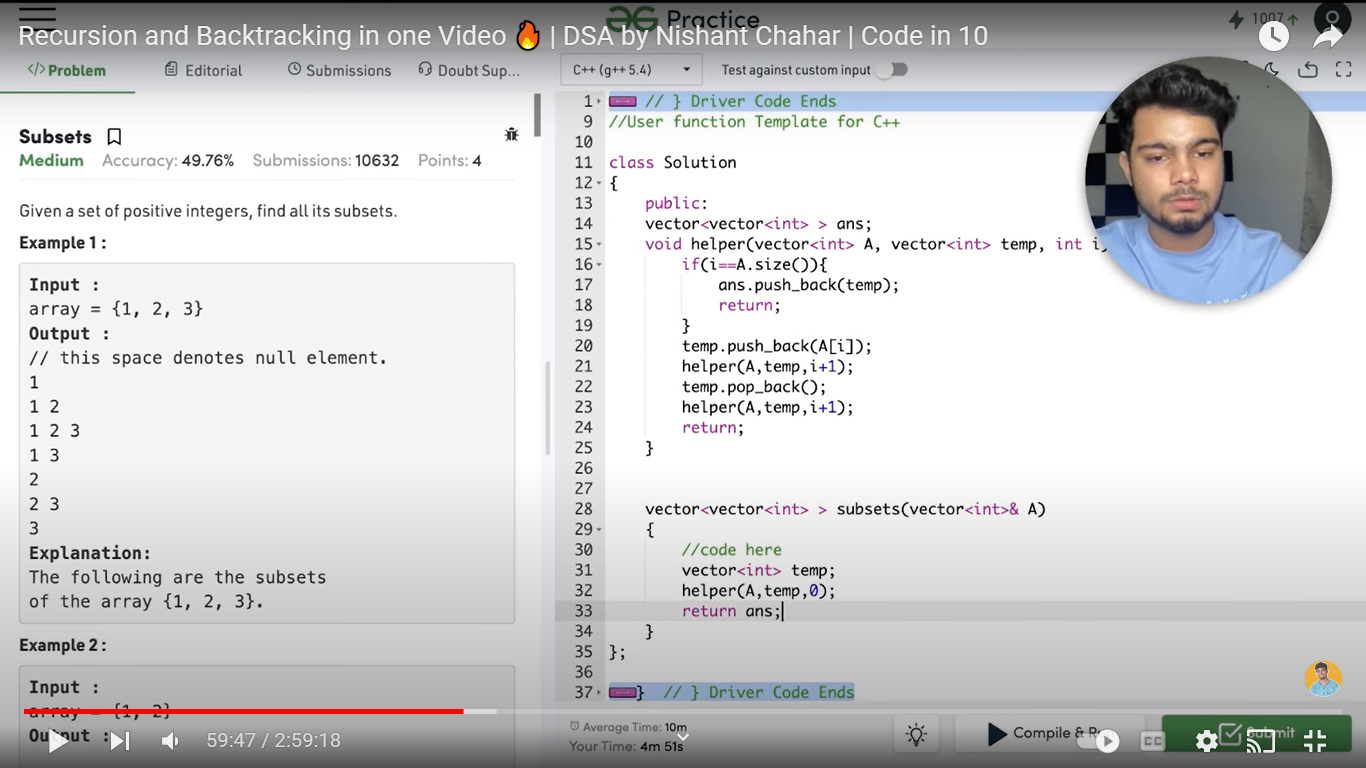 Practice
1007
Recursion and Backtracking in one Video 🔥 | DSA by Nishant Chahar | Code in 10
</>Problem
Editorial
Submissions
Doubt Sup...
C++ (g++ 5.4)
Test against custom input
Subsets
Medium Accuracy: 49.76% Submissions: 10632 Points: 4
Given a set of positive integers, find all its subsets.
Example 1 :
Input :
array = {1, 2, 3}
Output :
// this space denotes null element.
1
1 2
1 2 3
1 3
2
2 3
3
Explanation:
The following are the subsets
of the array {1, 2, 3}.
Example 2 :
Input :
array = {1, 2}
Output :
1 // } Driver Code Ends
9 //User function Template for C++
10
11 class Solution
12 {
13 public:
14 vector<vector<int> > ans;
15 void helper(vector<int> A, vector<int> temp, int i
16 if(i==A.size()){
17 ans.push_back(temp);
18 return;
19 }
20 temp.push_back(A[i]);
21 helper(A,temp,i+1);
22 temp.pop_back();
23 helper(A,temp,i+1);
24 return;
25 }
26
27
28 vector<vector<int> > subsets(vector<int>& A)
29 {
30 //code here
31 vector<int> temp;
32 helper(A,temp,0);
33 return ans;
34 }
35 };
36
37 } // } Driver Code Ends
Average Time: 10m
Your Time: 4m 51s
Compile & R
Submit
59:47 / 2:59:18
CC